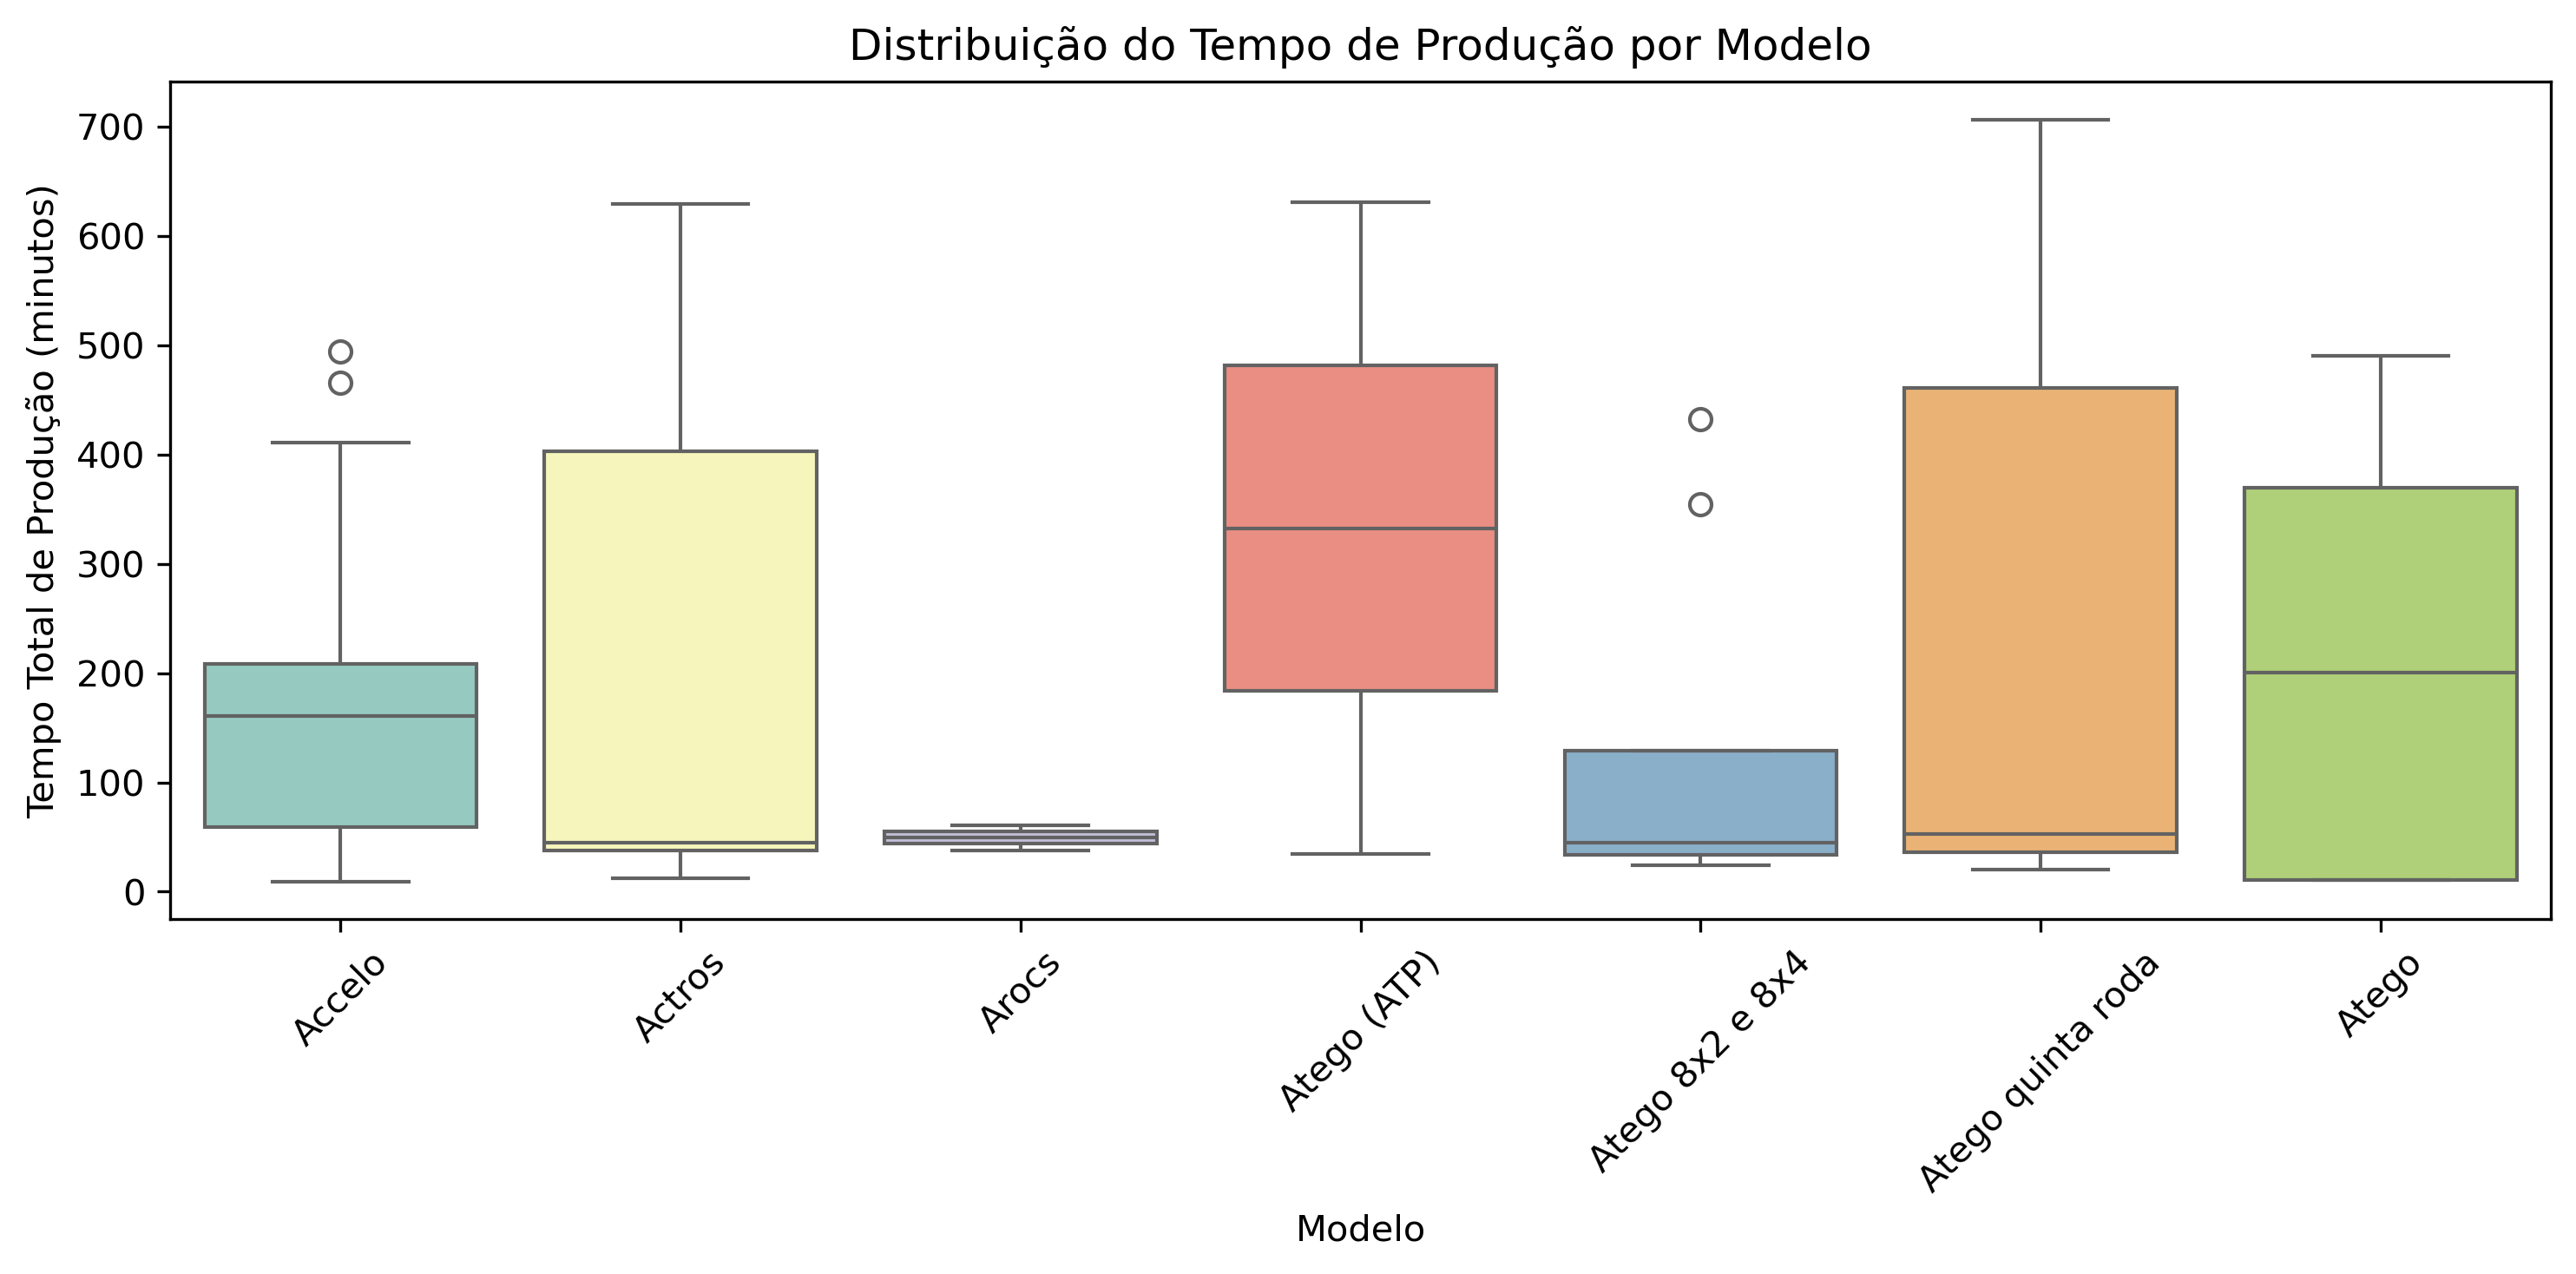 Distribuição do Tempo de Produção por Modelo
Tempo Total de Produção (minutos)
700
600
500
400
300
200
100
0
Accelo
Actros
Arocs
Atego (ATP)
Atego 8x2 e 8x4
Atego quinta roda
Atego
Modelo